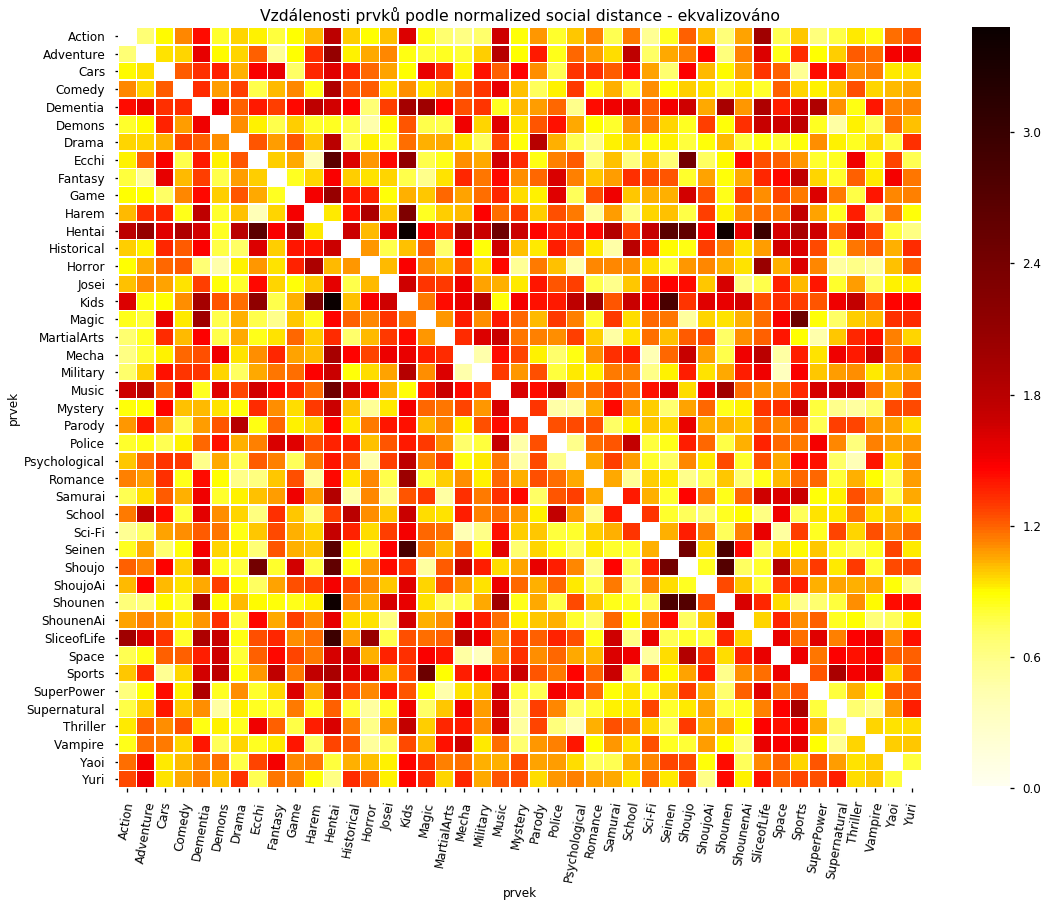 Vzdálenosti prvků podle normalized social distance - ekvalizováno
prvek
Action
Adventure
Cars
Comedy
Dementia
Demons
Drama
Ecchi
Fantasy
Game
Harem
Hentai
Historical
Horror
Josei
Kids
Magic
MartialArts
Mecha
Military
Music
Mystery
Parody
Police
Psychological
Romance
Samurai
School
Sci-Fi
Seinen
Shoujo
ShoujoAi
Shounen
ShounenAi
SliceofLife
Space
Sports
SuperPower
Supernatural
Thriller
Vampire
Yaoi
Yuri
3.0
2.4
1.8
1.2
0.6
0.0
Action
Adventure
Cars
Comedy
Dementia
Demons
Drama
Ecchi
Fantasy
Game
Harem
Hentai
Historical
Horror
Josei
Kids
Magic
MartialArts
Mecha
Military
Music
Mystery
Parody
Police
Psychological
Romance
Samurai
School
Sci-Fi
Seinen
Shoujo
ShoujoAi
Shounen
ShounenAi
SliceofLife
Space
Sports
SuperPower
Supernatural
Thriller
Vampire
Yaoi
Yuri
prvek